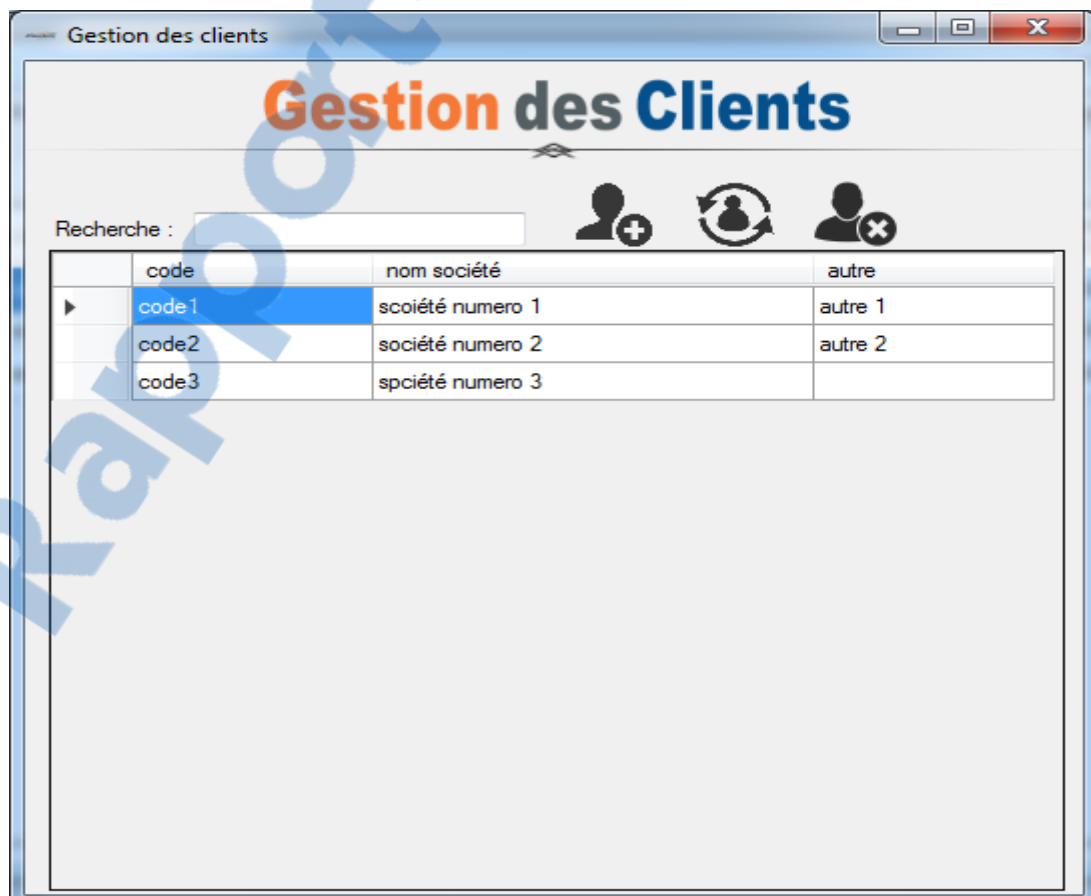 Gestion des clients
Gestion des Clients
Recherche :
code nom société autre
code1 scoiété numero 1 autre 1
code2 société numero 2 autre 2
code3 spciété numero 3
Rapport